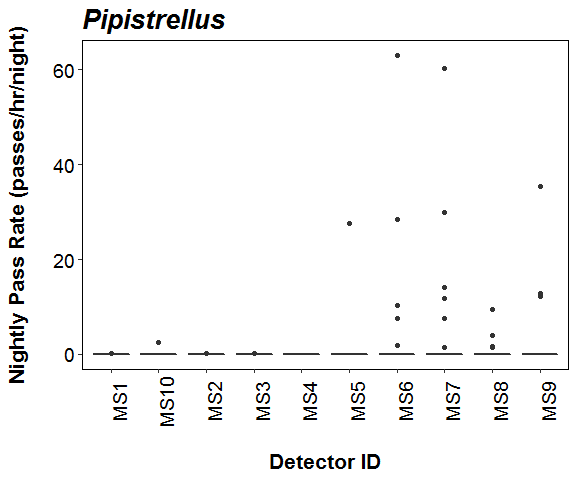 Pipistrellus
Nightly Pass Rate (passes/hr/night)
60
40
20
0
MS1
MS10
MS2
MS3
MS4
MS5
MS6
MS7
MS8
MS9
Detector ID